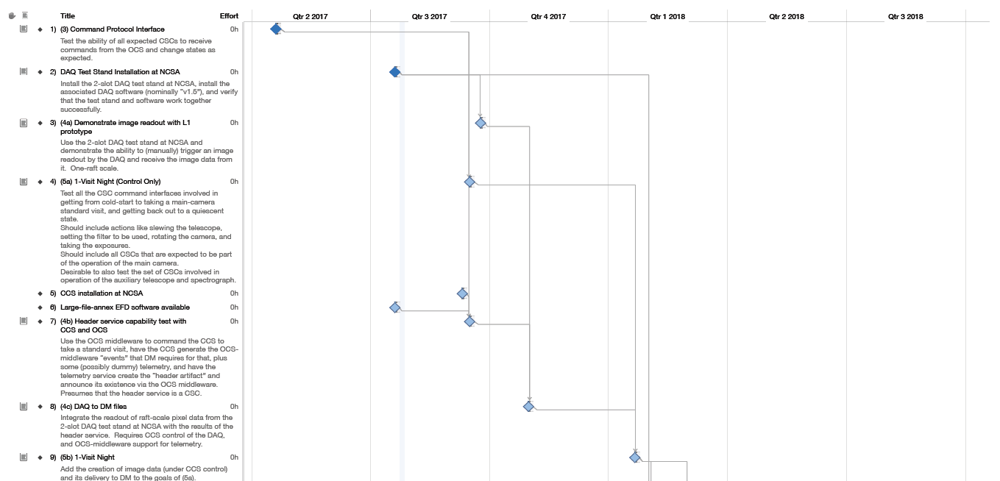 Title Effort Qtr 2 2017 Qtr 3 2017 Qtr 4 2017 Qtr 1 2018 Qtr 2 2018 Qtr 3 2018
1) (3) Command Protocol Interface 0h
Test the ability of all expected CSCs to receive
commands from the OCS and change states as
expected.
2) DAQ Test Stand Installation at NCSA 0h
Install the 2-slot DAQ test stand at NCSA, install the
associated DAQ software (nominally "v1.5"), and verify
that the test stand and software work together
successfully.
3) (4a) Demonstrate image readout with L1 0h
prototype
Use the 2-slot DAQ test stand at NCSA and
demonstrate the ability to (manually) trigger an image
readout by the DAQ and receive the image data from
it. One-raft scale.
4) (5a) 1-Visit Night (Control Only) 0h
Test all the CSC command interfaces involved in
getting from cold-start to taking a main-camera
standard visit, and getting back out to a quiescent
state.
Should include actions like slewing the telescope,
setting the filter to be used, rotating the camera, and
taking the exposures.
Should include all CSCs that are expected to be part
of the operation of the main camera.
Desirable to also test the set of CSCs involved in
operation of the auxiliary telescope and spectrograph.
5) CCS installation at NCSA 0h
6) Large-file-annex EFD software available 0h
7) (4b) Header service capability test with 0h
CCS and OCS
Use the OCS middleware to command the CCS to
take a standard visit, have the CCS generate the OCS-
middleware "events" that DM requires for that, plus
some (possibly dummy) telemetry, and have the
telemetry service create the "header artifact" and
announce its existence via the OCS middleware.
Presumes that the header service is a CSC.
8) (4c) DAQ to DM files 0h
Integrate the readout of raft-scale pixel data from the
2-slot DAQ test stand at NCSA with the results of the
header service. Requires CCS control of the DAQ,
and OCS-middleware support for telemetry.
9) (5b) 1-Visit Night 0h
Add the creation of image data (under CCS control)
and its delivery to DM to the goals of (5a).